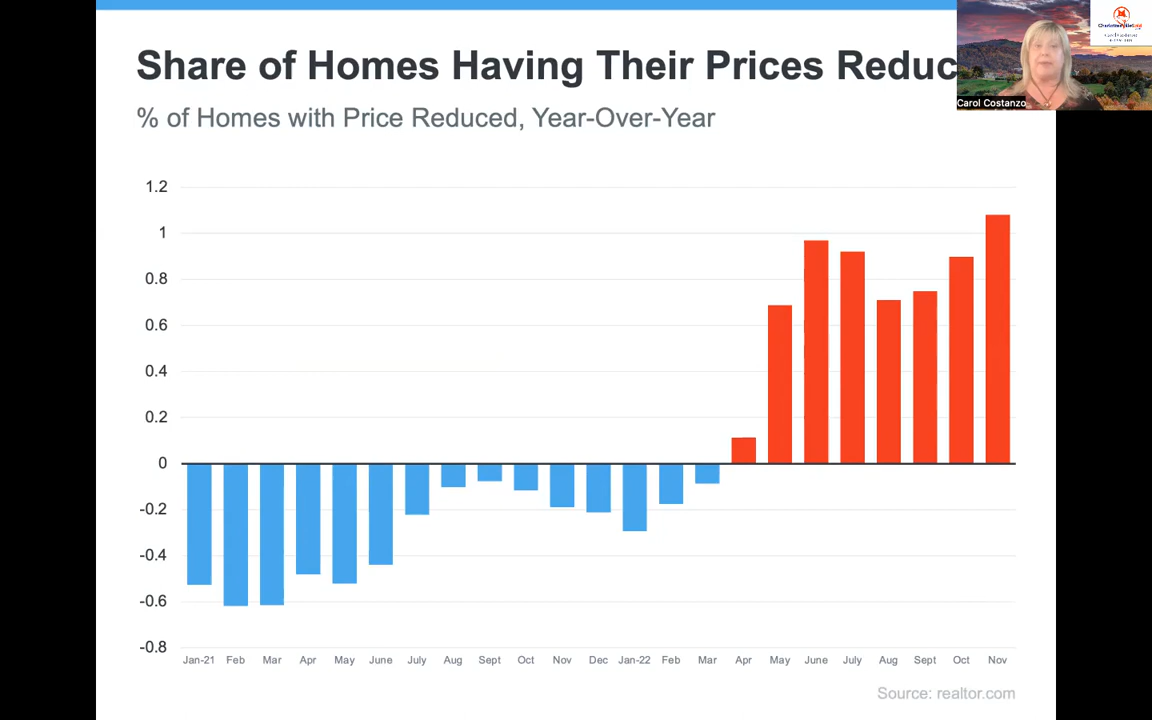 Share of Homes Having Their Prices Reduc
% of Homes with Price Reduced, Year-Over-Year
Carol Costanzo
1.2
1
0.8
0.6
0.4
0.2
0
-0.2
-0.4
-0.6
-0.8
Jan-21 Feb Mar Apr May June July Aug Sept Oct Nov Dec Jan-22 Feb Mar Apr May June July Aug Sept Oct Nov
Source: realtor.com